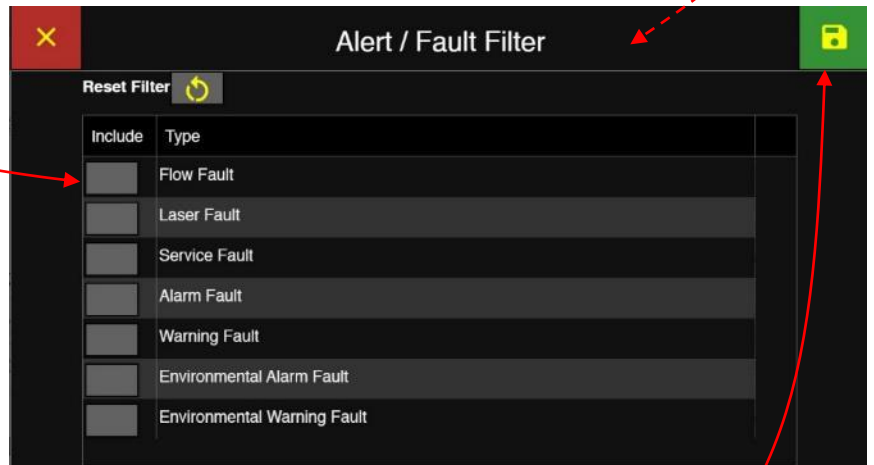 Alert / Fault Filter
Reset Filter
Include Type
Flow Fault
Laser Fault
Service Fault
Alarm Fault
Warning Fault
Environmental Alarm Fault
Environmental Warning Fault